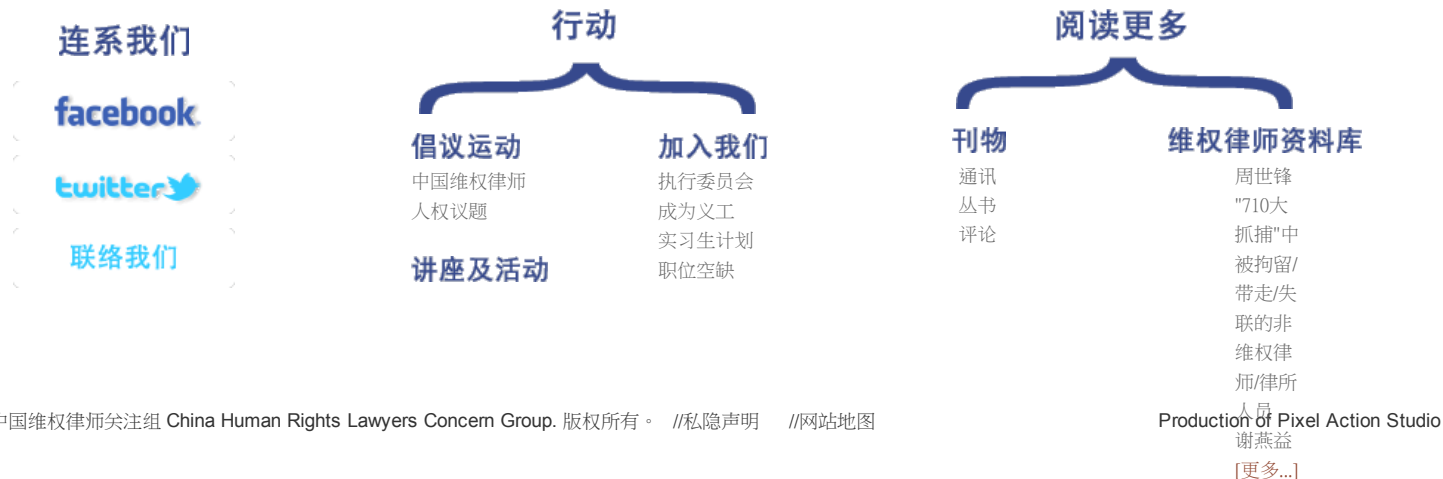 连系我们
facebook
twitter
联络我们
行动
倡议运动
中国维权律师
人权议题
讲座及活动
加入我们
执行委员会
成为义工
实习生计划
职位空缺
阅读更多
刊物
通讯
丛书
评论
维权律师资料库
周世锋
"710大
抓捕"中
被拘留/
带走/失
联的非
维权律
师/律所
人员
谢燕益
[更多...]
中国维权律师关注组 China Human Rights Lawyers Concern Group. 版权所有。 //私隐声明 //网站地图
Production of Pixel Action Studio